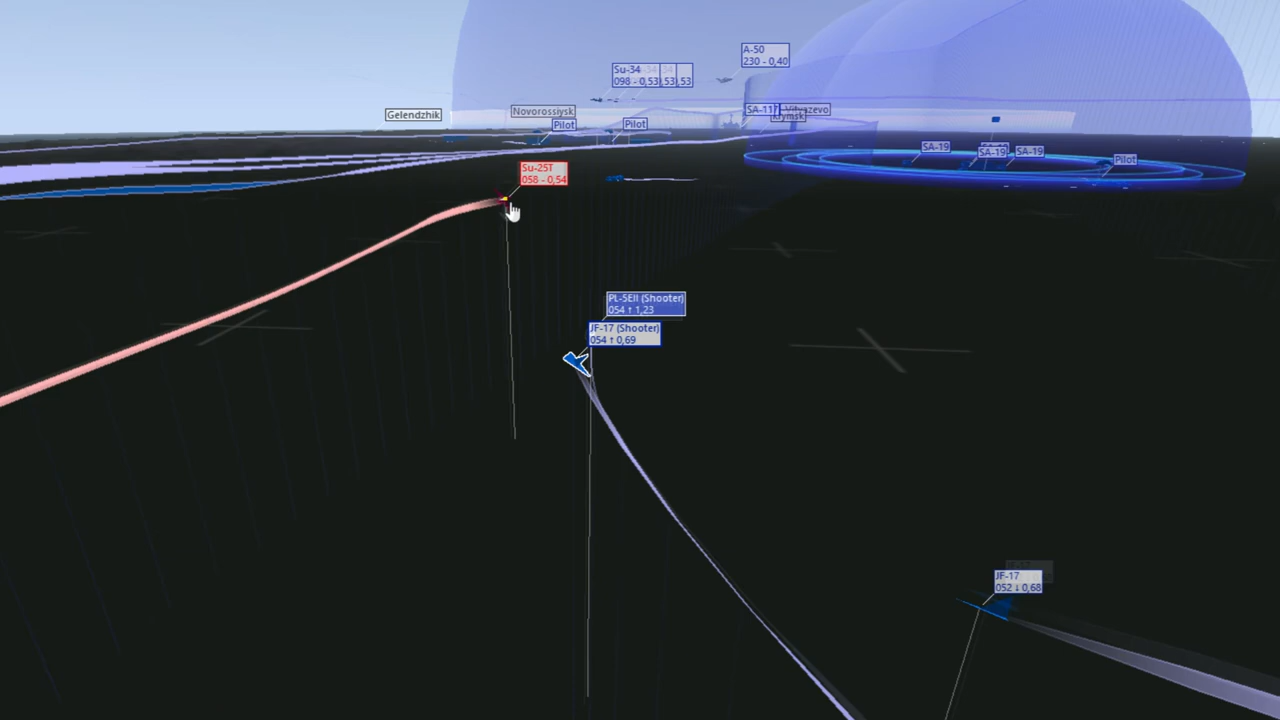 A-50
230 - 0,40
Su-34
098 - 0,53
,53
,53
Gelendzhik
Novorossiysk
SA-11
Vityazevo
Krymsk
Pilot
Pilot
SA-19
SA-19
SA-19
Pilot
Su-25T
058 - 0,54
PL-5EII (Shooter)
054 ↑ 1,23
JF-17 (Shooter)
054 ↑ 0,69
JF-17
052 ↓ 0,68